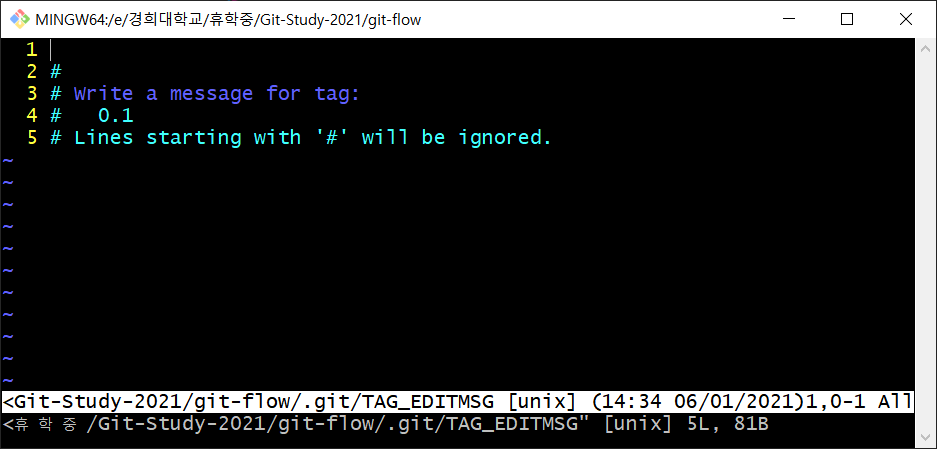 MINGW64:/e/경희대학교/휴학중/Git-Study-2021/git-flow
1
2 #
3 # Write a message for tag:
4 #   0.1
5 # Lines starting with '#' will be ignored.
~
~
~
~
~
~
~
~
~
~
~
<Git-Study-2021/git-flow/.git/TAG_EDITMSG [unix] (14:34 06/01/2021)1,0-1 All
<휴 학 중 /Git-Study-2021/git-flow/.git/TAG_EDITMSG" [unix] 5L, 81B